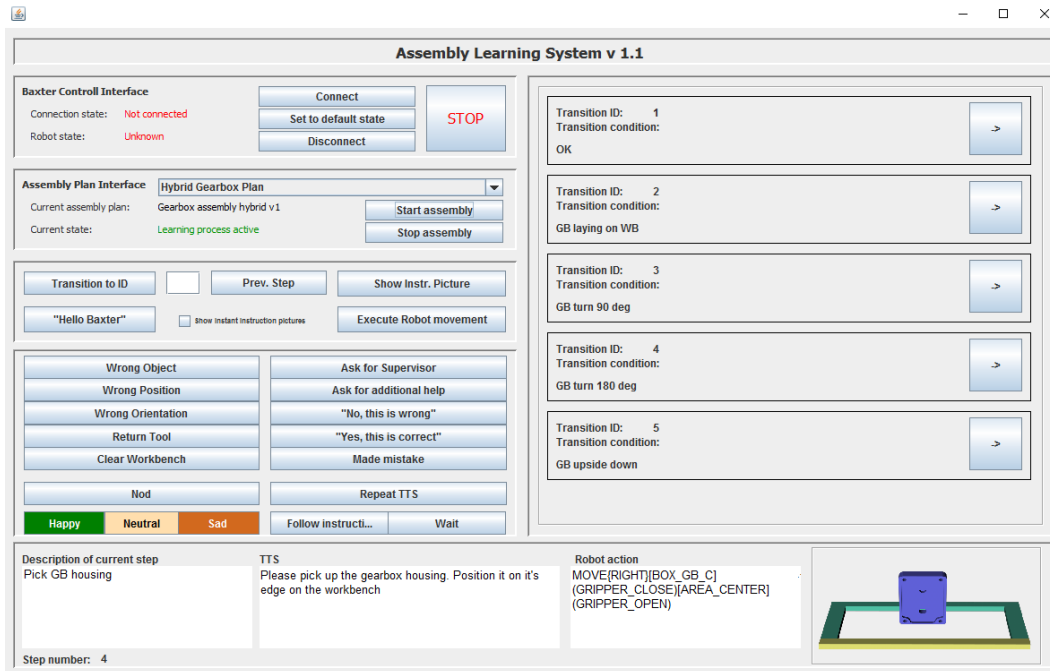 Assembly Learning System v 1.1
Baxter Controll Interface
Connection state: Not connected
Robot state: Unknown
Connect
Set to default state
Disconnect
STOP
Assembly Plan Interface Hybrid Gearbox Plan
Current assembly plan: Gearbox assembly hybrid v1
Current state: Learning process active
Start assembly
Stop assembly
Transition to ID Prev. Step Show Instr. Picture
"Hello Baxter" Show instant instruction pictures Execute Robot movement
Wrong Object Ask for Supervisor
Wrong Position Ask for additional help
Wrong Orientation "No, this is wrong"
Return Tool "Yes, this is correct"
Clear Workbench Made mistake
Nod Repeat TTS
Happy Neutral Sad Follow instructi... Wait
Transition ID: 1
Transition condition:
OK
->
Transition ID: 2
Transition condition:
GB laying on WB
->
Transition ID: 3
Transition condition:
GB turn 90 deg
->
Transition ID: 4
Transition condition:
GB turn 180 deg
->
Transition ID: 5
Transition condition:
GB upside down
->
Description of current step
Pick GB housing
TTS
Please pick up the gearbox housing. Position it on it's
edge on the workbench
Robot action
MOVE{RIGHT}[BOX_GB_C]
(GRIPPER_CLOSE)[AREA_CENTER]
(GRIPPER_OPEN)
Step number: 4